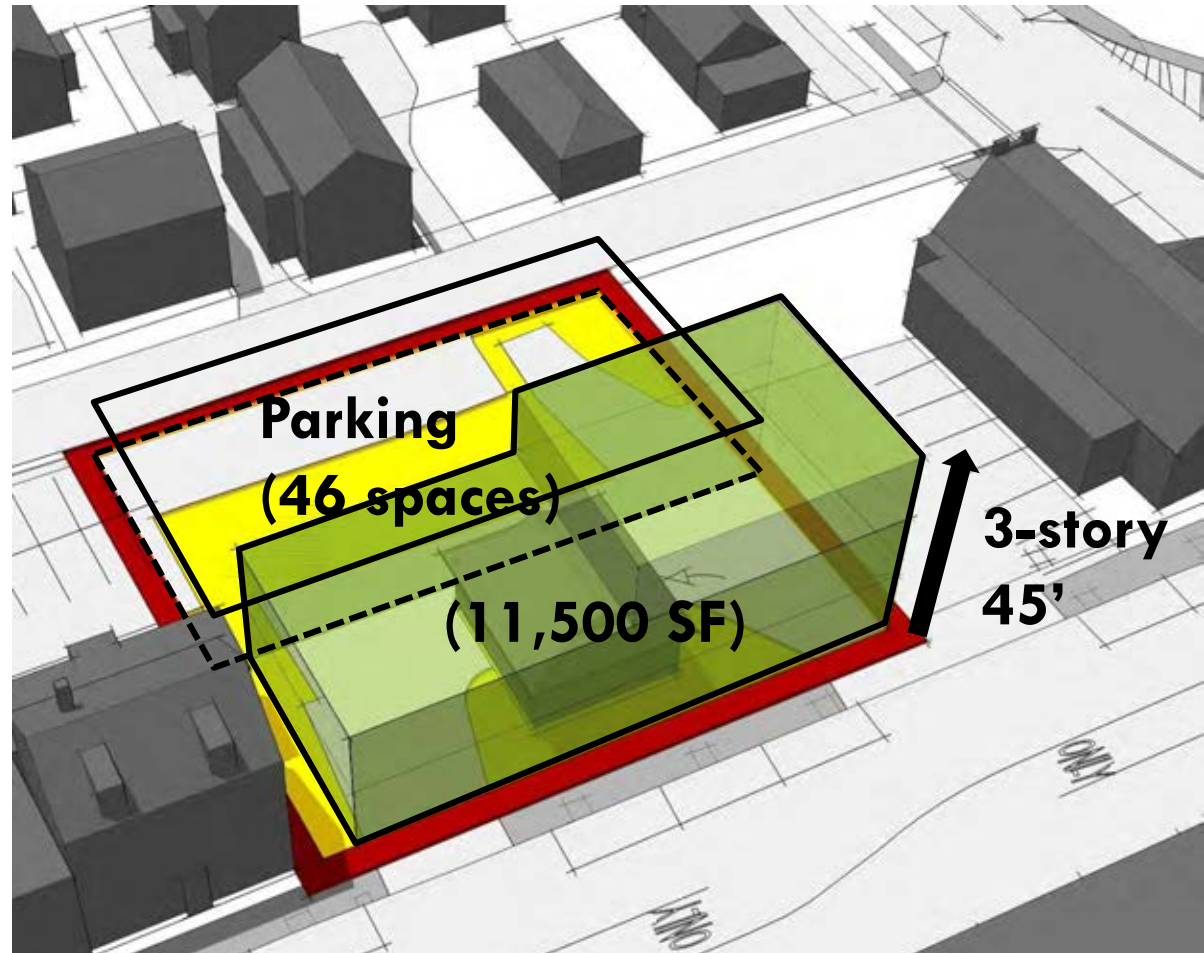 Parking
(46 spaces)
(11,500 SF)
3-story
45’
ONLY
ONLY